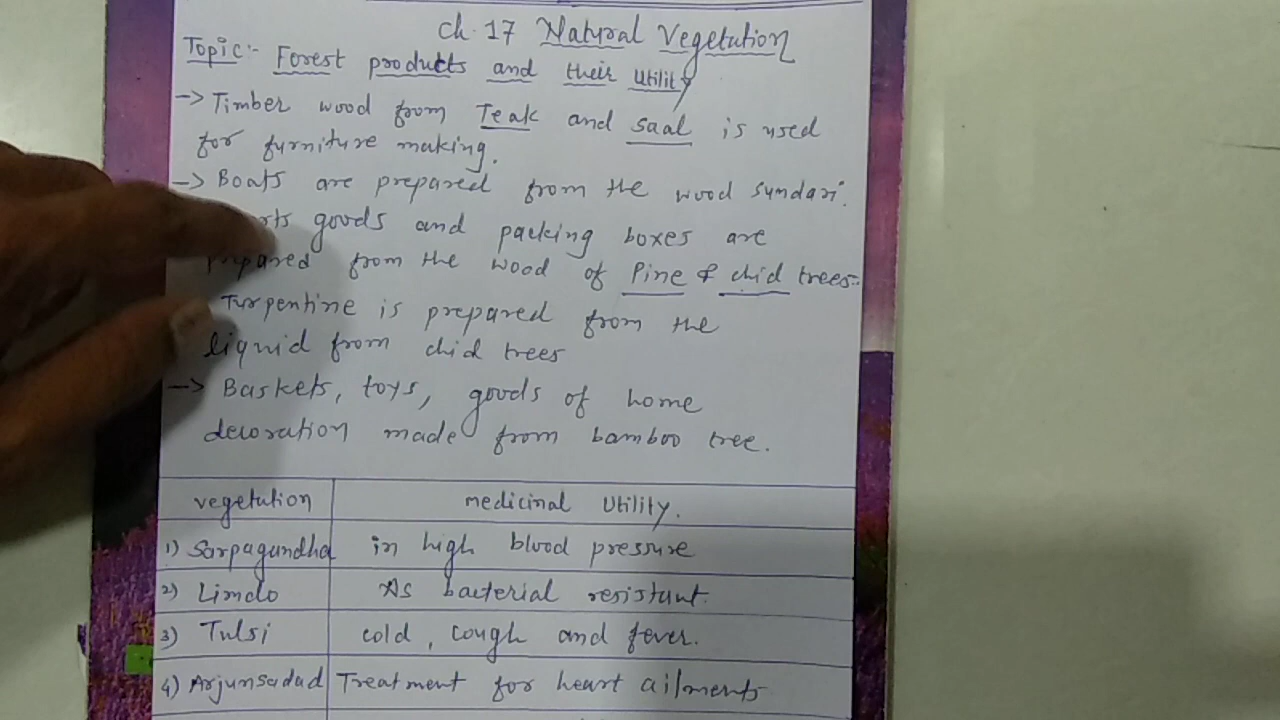 Ch. 17 Natural Vegetation
Topic:- Forest products and their Utility
-> Timber wood from Teak and Saal is used
for furniture making.
-> Boats are prepared from the wood Sundari.
goods and packing boxes are
prepared from the wood of Pine & chid trees.
Turpentine is prepared from the
liquid from chid trees
-> Baskets, toys, goods of home
decoration made from bamboo tree.
vegetation medicinal Utility.
1) Sarpagandha in high blood pressure
2) Limdo As bacterial resistant.
3) Tulsi cold, cough and fever.
4) Arjunsadad Treatment for heart ailments